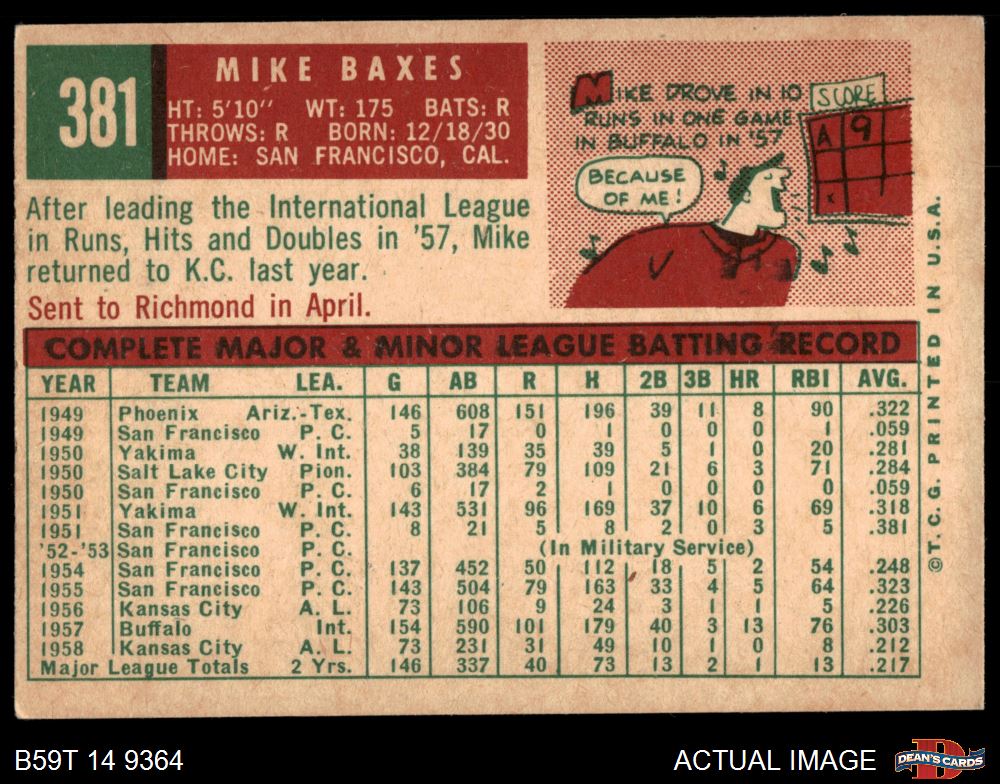 381
MIKE BAXES
HT: 5'10" WT: 175 BATS: R
THROWS: R BORN: 12/18/30
HOME: SAN FRANCISCO, CAL.
After leading the International League
in Runs, Hits and Doubles in '57, Mike
returned to K.C. last year.
Sent to Richmond in April.
MIKE DROVE IN 10
RUNS IN ONE GAME
IN BUFFALO IN '57
SCORE
A 9
x
BECAUSE
OF ME!
COMPLETE MAJOR & MINOR LEAGUE BATTING RECORD
YEAR TEAM LEA. G AB R H 2B 3B HR RBI AVG.
1949 Phoenix Ariz.-Tex. 146 608 151 196 39 11 8 90 .322
1949 San Francisco P. C. 5 17 0 1 0 0 0 1 .059
1950 Yakima W. Int. 38 139 35 39 5 1 0 20 .281
1950 Salt Lake City Pion. 103 384 79 109 21 6 3 71 .284
1950 San Francisco P. C. 6 17 2 1 0 0 0 0 .059
1951 Yakima W. Int. 143 531 96 169 37 10 6 69 .318
1951 San Francisco P. C. 8 21 5 8 2 0 3 5 .381
'52-'53 San Francisco P. C. (In Military Service)
1954 San Francisco P. C. 137 452 50 112 18 5 2 54 .248
1955 San Francisco P. C. 143 504 79 163 33 4 5 64 .323
1956 Kansas City A. L. 73 106 9 24 3 1 1 5 .226
1957 Buffalo Int. 154 590 101 179 40 3 13 76 .303
1958 Kansas City A. L. 73 231 31 49 10 1 0 8 .212
Major League Totals 2 Yrs. 146 337 40 73 13 2 1 13 .217
©T. C. G. PRINTED IN U.S.A.
B59T 14 9364
ACTUAL IMAGE
DEAN'S CARDS